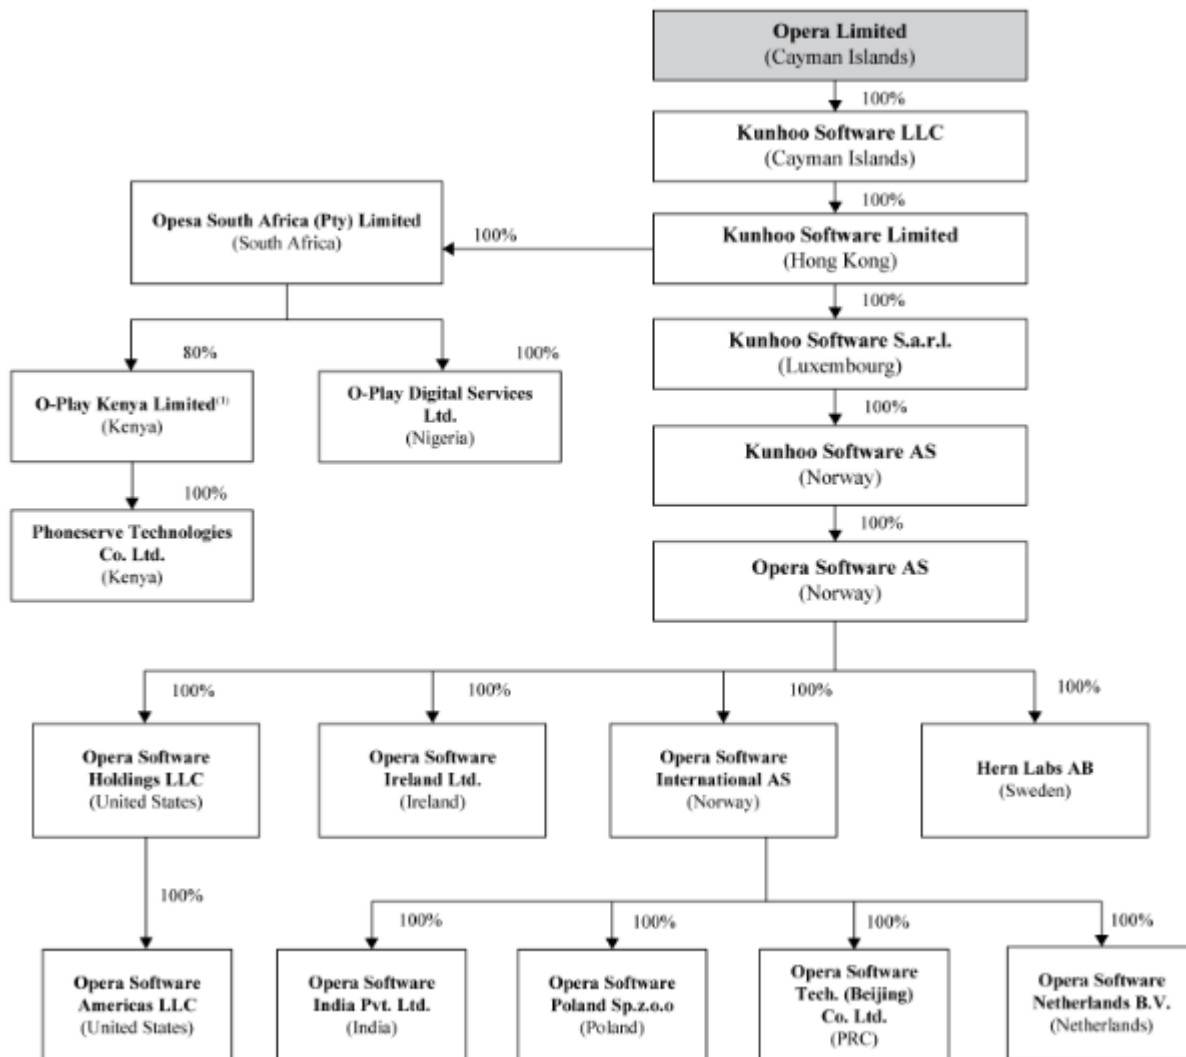 Opera Limited
(Cayman Islands)
100%
Kunhoo Software LLC
(Cayman Islands)
100%
Opesa South Africa (Pty) Limited
(South Africa)
100%
Kunhoo Software Limited
(Hong Kong)
100%
Kunhoo Software S.a.r.l.
(Luxembourg)
80%
100%
O-Play Kenya Limited(1)
(Kenya)
O-Play Digital Services
Ltd.
(Nigeria)
100%
Kunhoo Software AS
(Norway)
100%
Phoneserve Technologies
Co. Ltd.
(Kenya)
100%
Opera Software AS
(Norway)
100%
100%
100%
100%
Opera Software
Holdings LLC
(United States)
Opera Software
Ireland Ltd.
(Ireland)
Opera Software
International AS
(Norway)
Hern Labs AB
(Sweden)
100%
100%
100%
100%
100%
Opera Software
Americas LLC
(United States)
Opera Software
India Pvt. Ltd.
(India)
Opera Software
Poland Sp.z.o.o
(Poland)
Opera Software
Tech. (Beijing)
Co. Ltd.
(PRC)
Opera Software
Netherlands B.V.
(Netherlands)